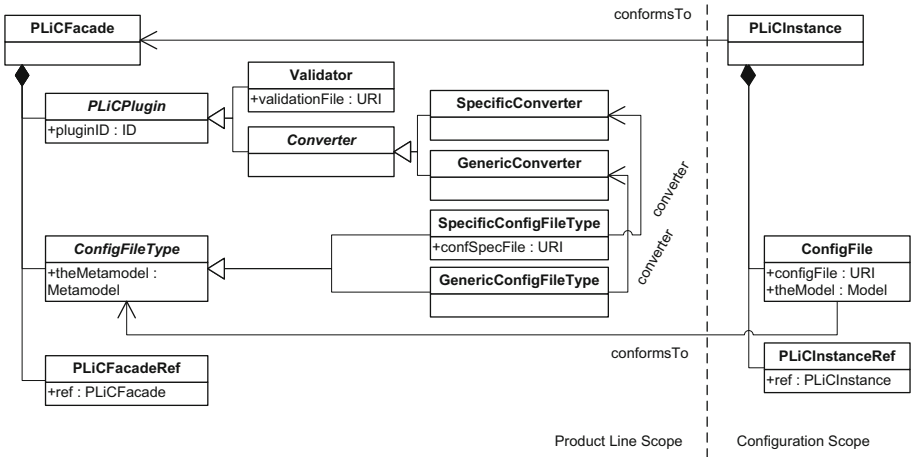 conformsTo
PLiCFacade
PLiCInstance
Validator
+validationFile : URI
PLiCPlugin
+pluginID : ID
SpecificConverter
Converter
GenericConverter
converter
SpecificConfigFileType
+confSpecFile : URI
converter
ConfigFileType
+theMetamodel :
Metamodel
GenericConfigFileType
ConfigFile
+configFile : URI
+theModel : Model
conformsTo
PLiCFacadeRef
+ref : PLiCFacade
PLiCInstanceRef
+ref : PLiCInstance
Product Line Scope
Configuration Scope